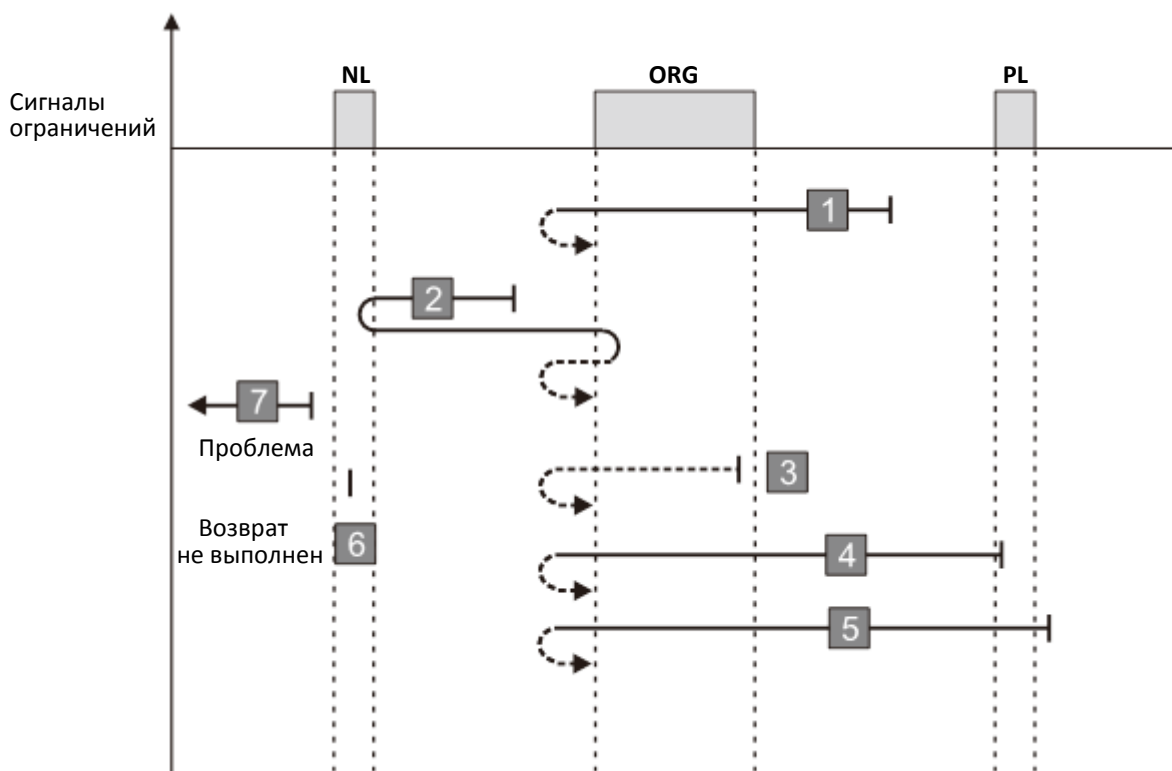 NL
ORG
PL
Сигналы
ограничений
1
2
7
Проблема
3
Возврат
не выполнен
6
4
5